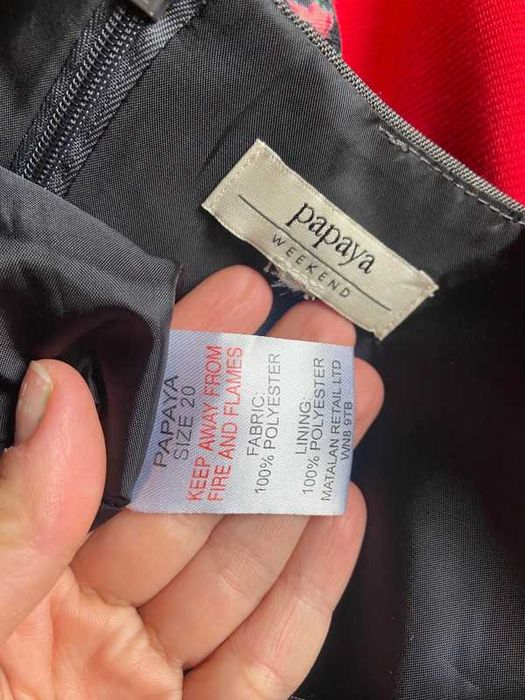 papaya
WEEKEND
PAPAYA
SIZE 20
KEEP AWAY FROM
FIRE AND FLAMES
FABRIC:
100% POLYESTER
LINING:
100% POLYESTER
MATALAN RETAIL LTD
WN8 9TB